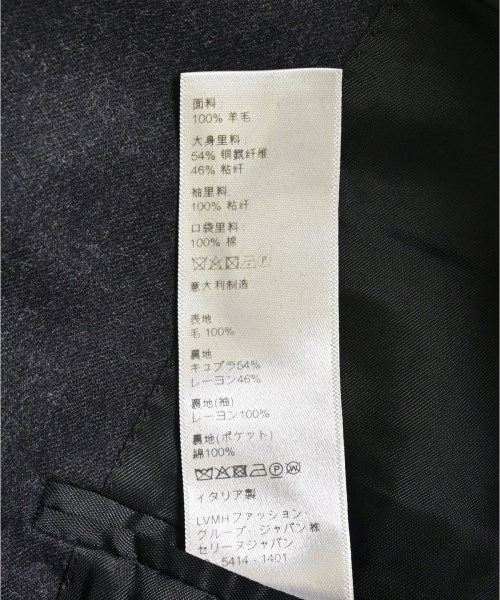 面料
100% 羊毛
大身里料
54% 铜氨纤维
46% 粘纤
袖里料:
100% 粘纤
口袋里料:
100% 棉
意大利制造
表地
毛 100%
裏地
キュプラ54%
レーヨン46%
裏地(袖)
レーヨン100%
裏地(ポケット)
綿100%
イタリア製
LVMHファッション・
グループ・ジャパン㈱
セリーヌジャパン
5414 - 1401